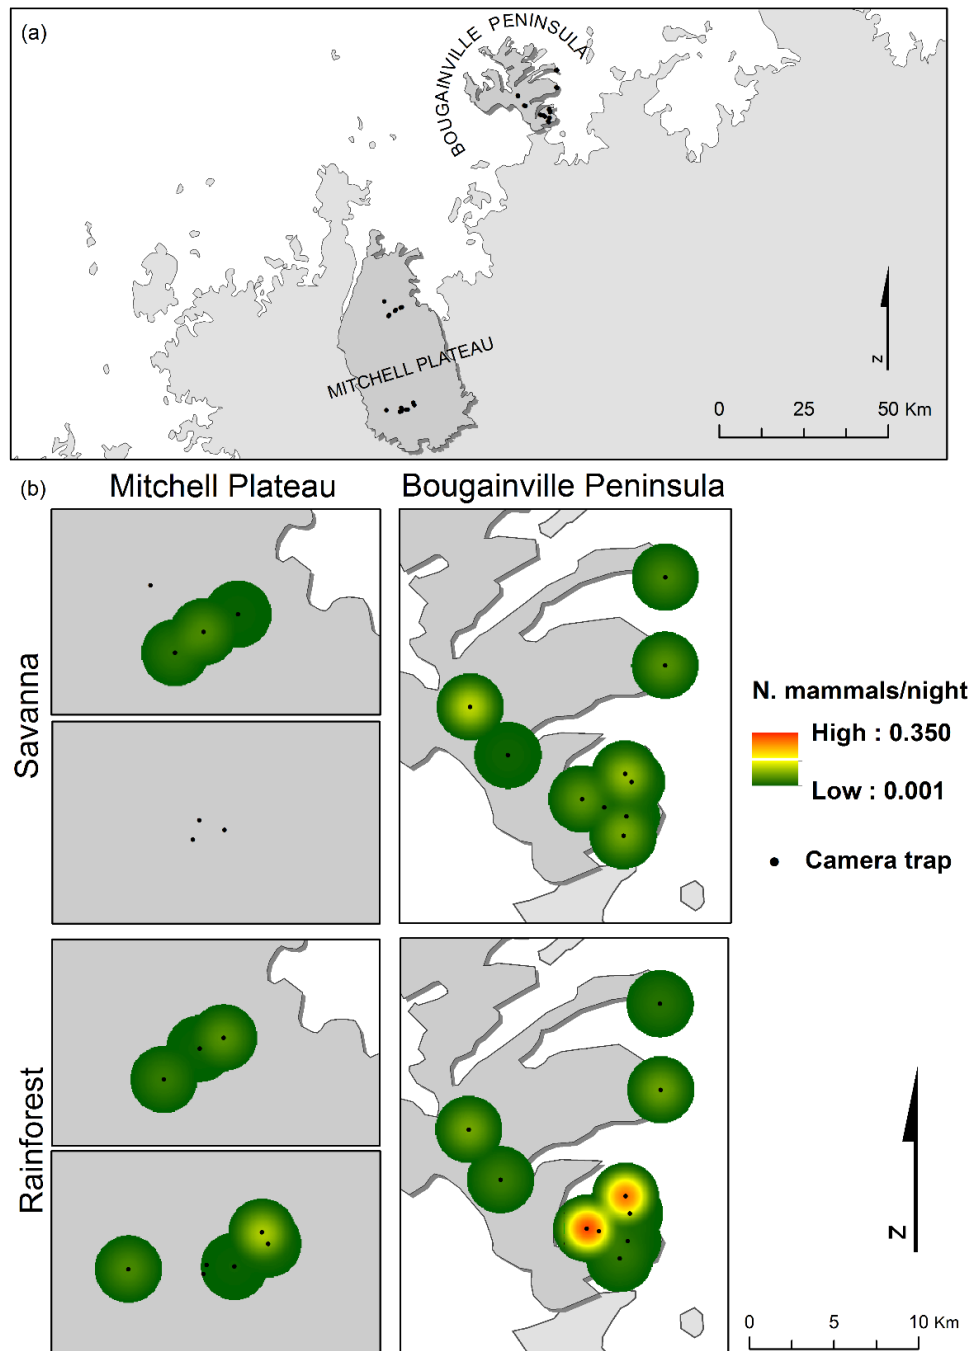 (a)
BOUGAINVILLE PENINSULA
MITCHELL PLATEAU
N
0 25 50 Km
(b)
Mitchell Plateau
Bougainville Peninsula
Savanna
N. mammals/night
High : 0.350
Low : 0.001
Camera trap
Rainforest
N
0 5 10 Km